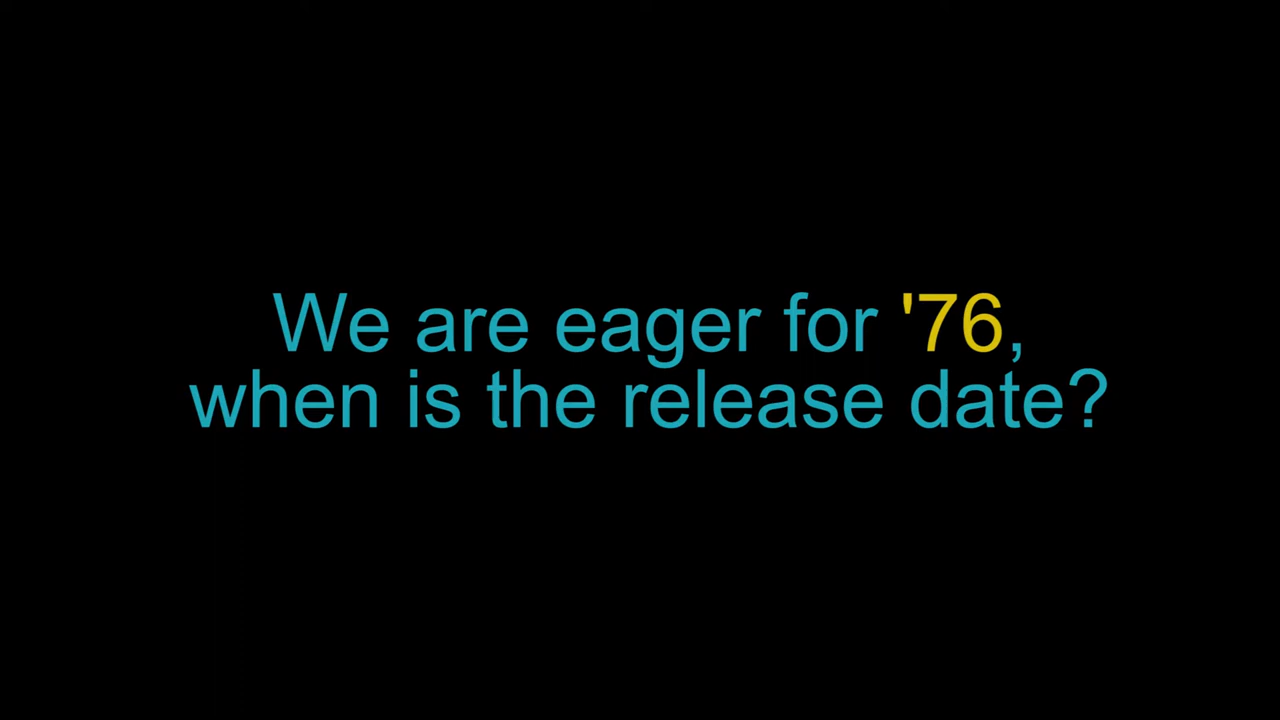 We are eager for '76,
when is the release date?